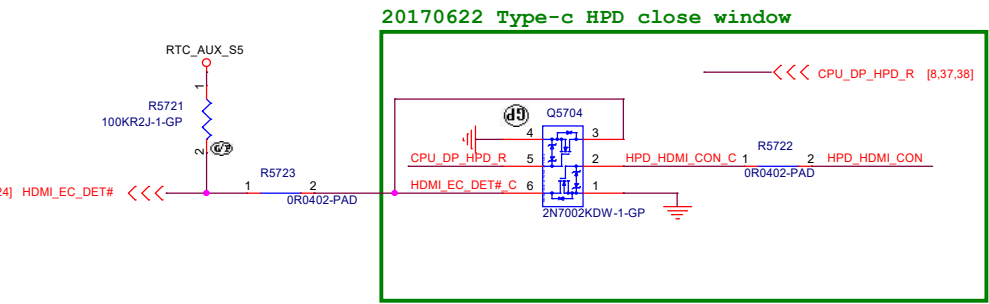 20170622 Type-c HPD close window
RTC_AUX_S5
CPU_DP_HPD_R [8,37,38]
1
R5721
100KR2J-1-GP
2
G/P
GP
Q5704
4
3
CPU_DP_HPD_R
5
2
HPD_HDMI_CON_C
1
R5722
2
HPD_HDMI_CON
0R0402-PAD
24] HDMI_EC_DET#
1
R5723
2
0R0402-PAD
HDMI_EC_DET#_C
6
1
2N7002KDW-1-GP